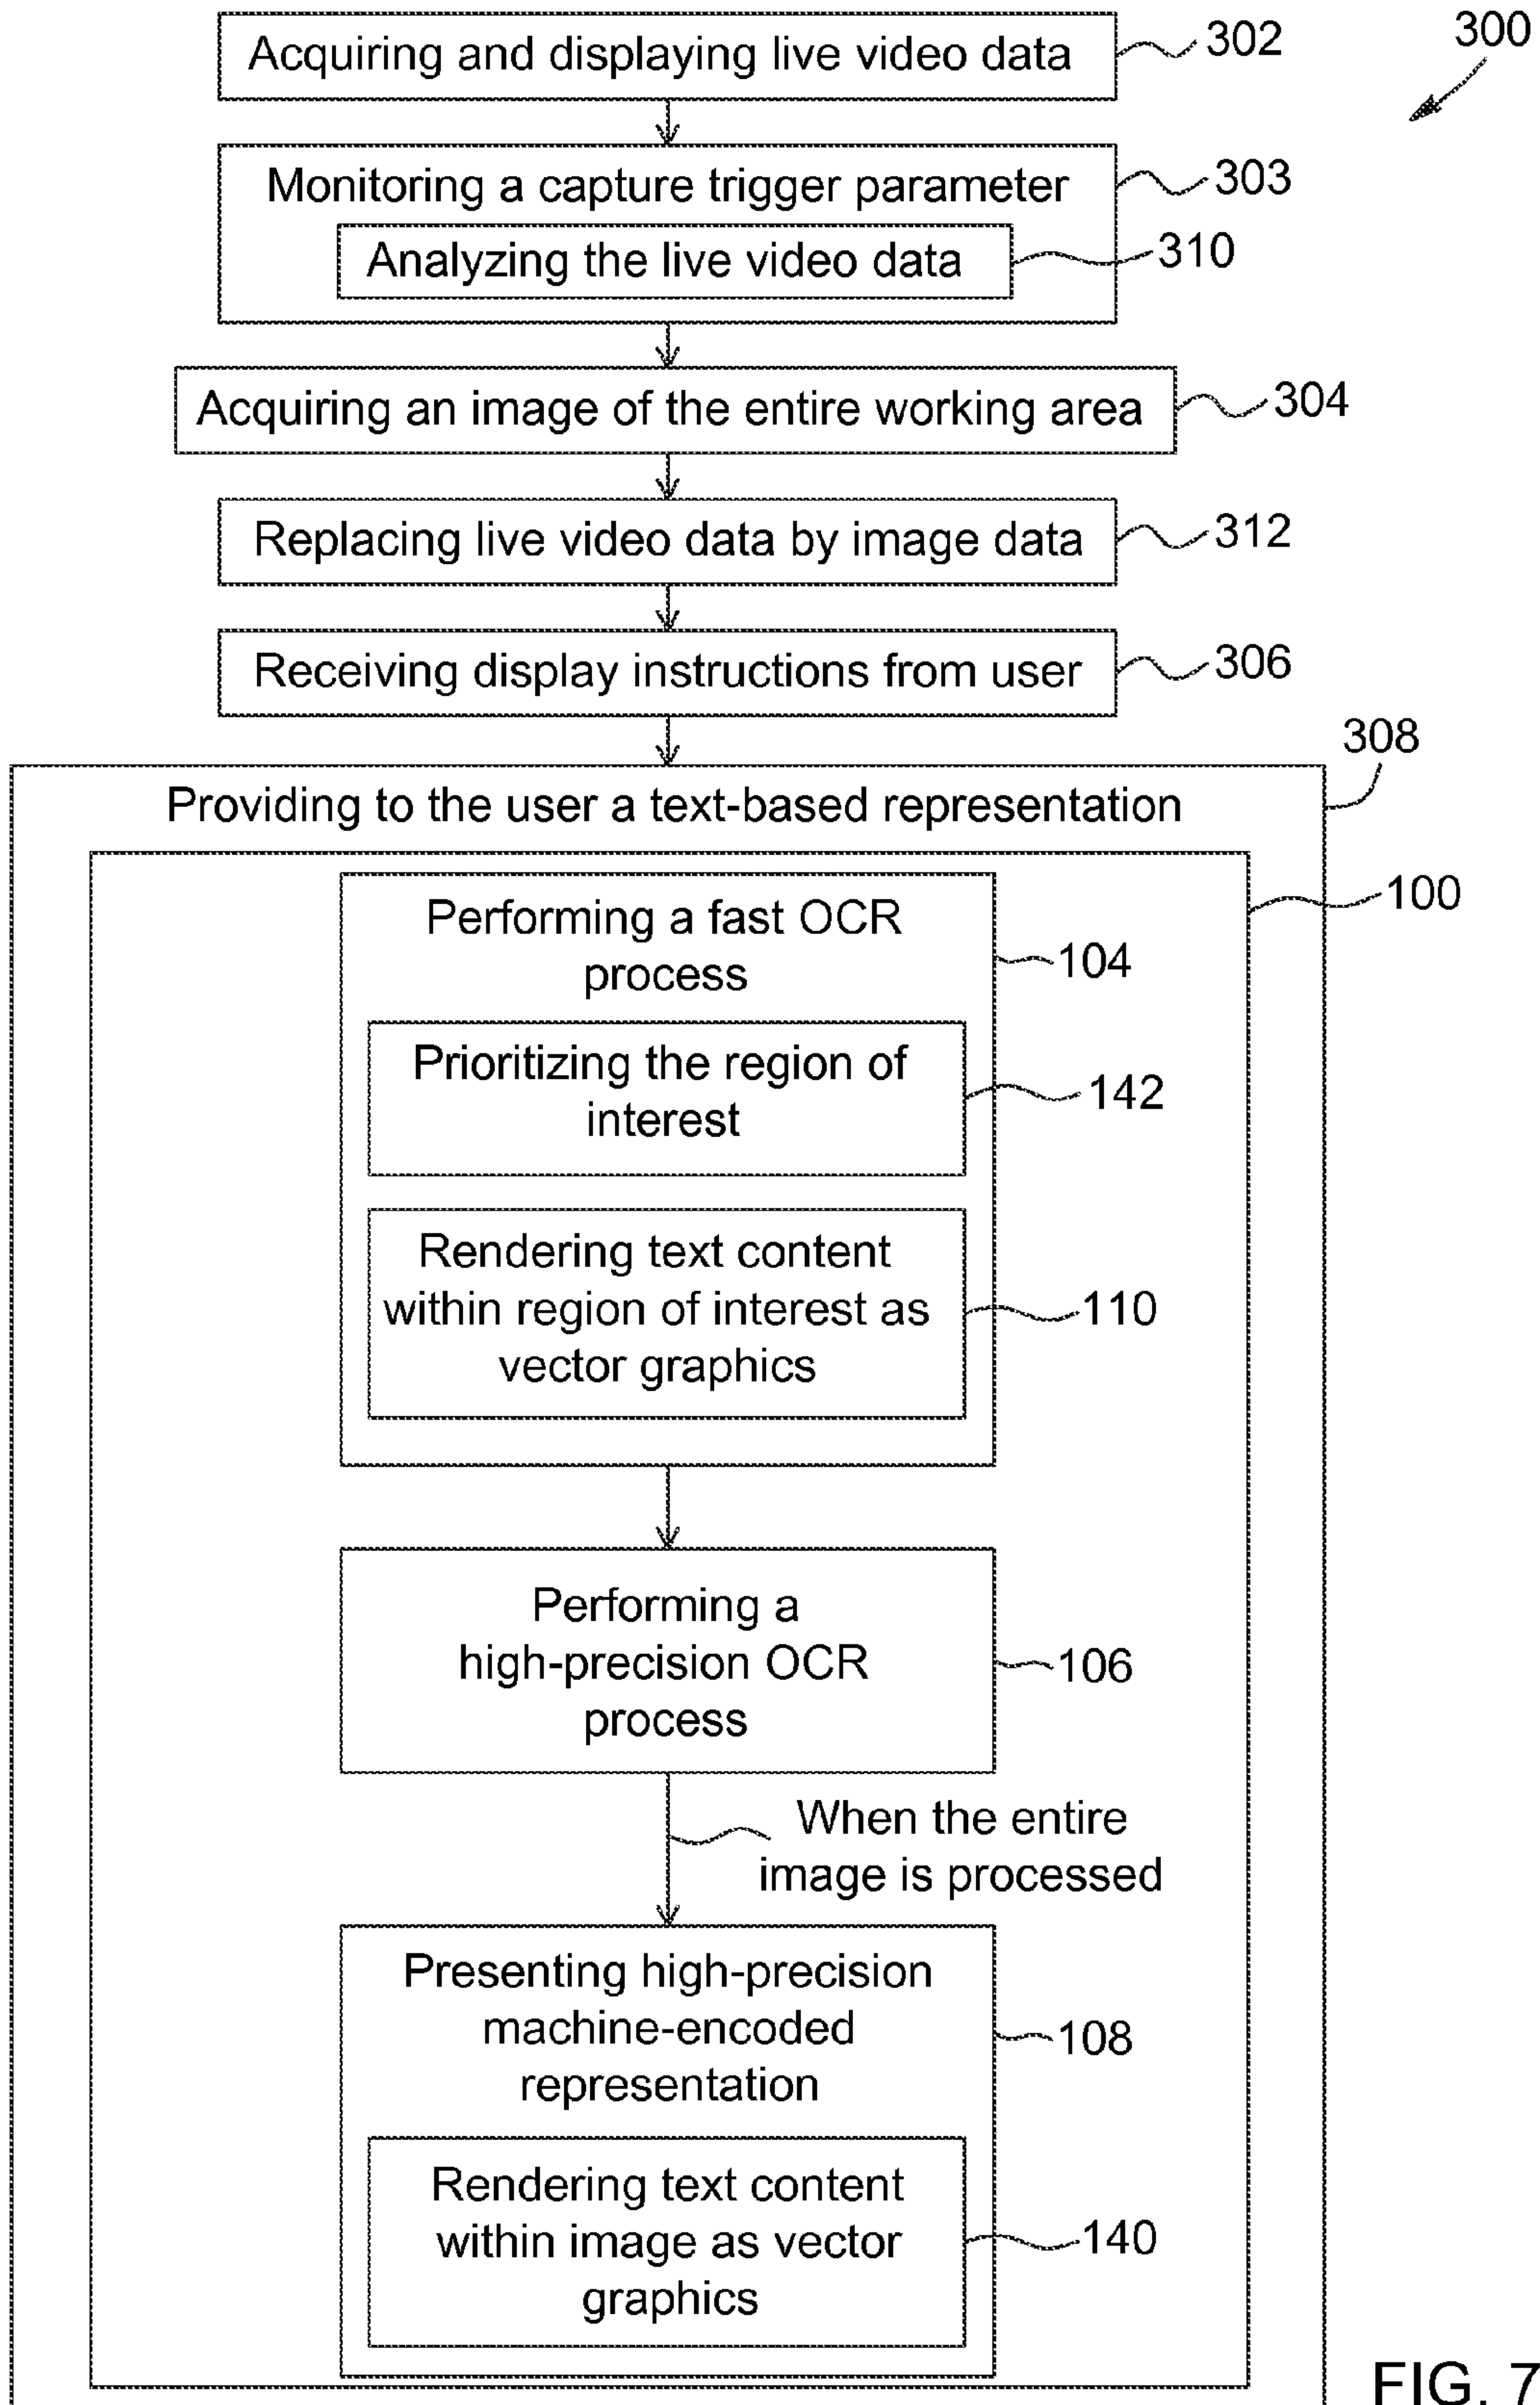 300
Acquiring and displaying live video data
302
Monitoring a capture trigger parameter
303
Analyzing the live video data
310
Acquiring an image of the entire working area
304
Replacing live video data by image data
312
Receiving display instructions from user
306
308
Providing to the user a text-based representation
100
Performing a fast OCR
process
104
Prioritizing the region of
interest
142
Rendering text content
within region of interest as
vector graphics
110
Performing a
high-precision OCR
process
106
When the entire
image is processed
Presenting high-precision
machine-encoded
representation
108
Rendering text content
within image as vector
graphics
140
FIG. 7